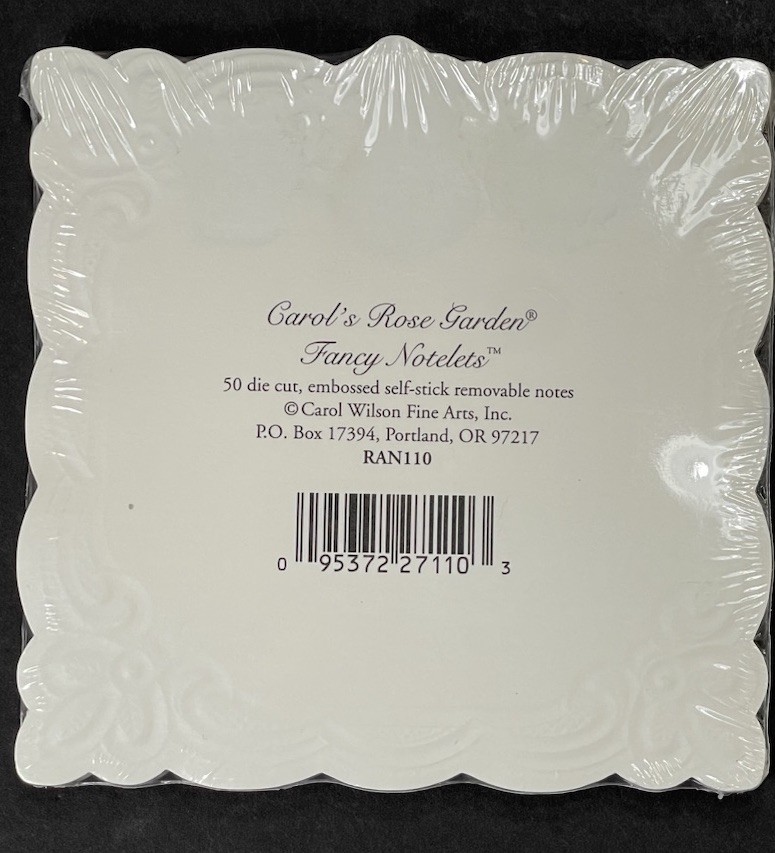 Carol's Rose Garden®
Fancy Notelets™
50 die cut, embossed self-stick removable notes
© Carol Wilson Fine Arts, Inc.
P.O. Box 17394, Portland, OR 97217
RAN110
0 95372 27110 3